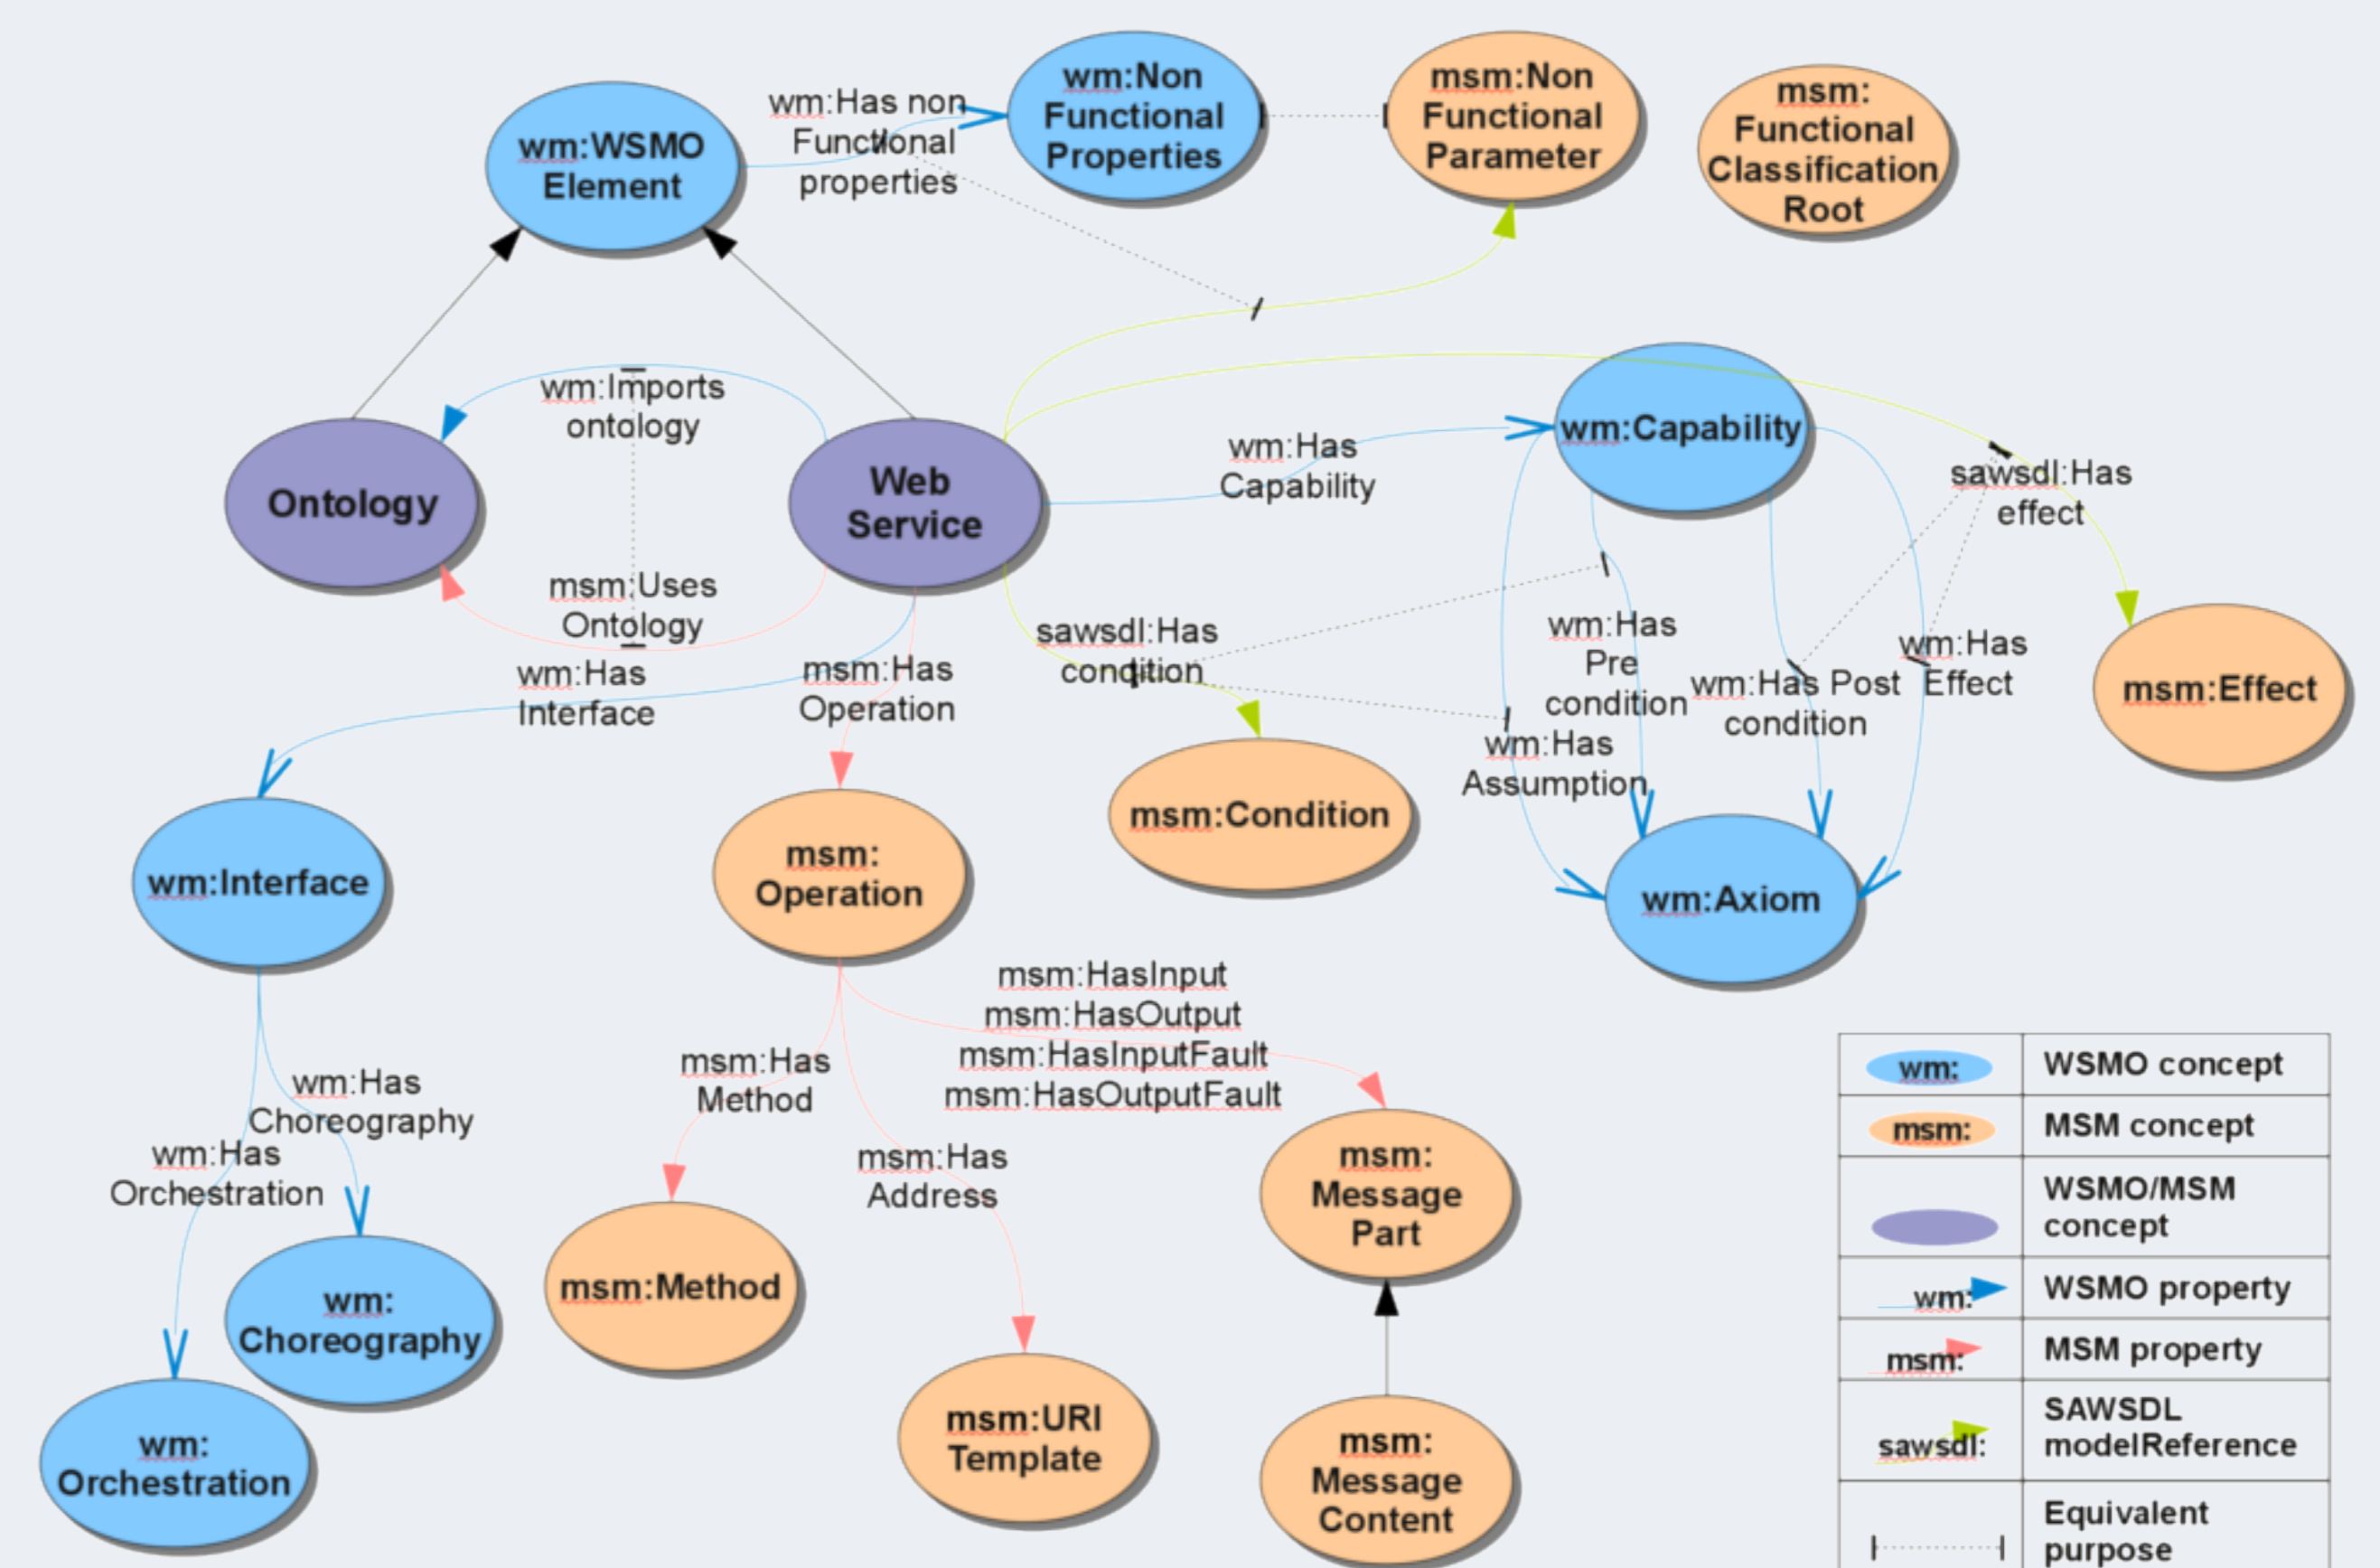 wm:Non
Functional
Properties
msm:Non
Functional
Parameter
msm:
Functional
Classification
Root
wm:WSMO
Element
wm:Has non
Functional
properties
wm:Imports
ontology
Ontology
Web
Service
wm:Has
Capability
wm:Capability
sawsdl:Has
effect
msm:Uses
Ontology
wm:Has
Interface
msm:Has
Operation
sawsdl:Has
condition
wm:Has
Pre
condition
wm:Has Post
condition
wm:Has
Effect
msm:Effect
wm:Has
Assumption
msm:Condition
wm:Interface
msm:
Operation
wm:Axiom
msm:HasInput
msm:HasOutput
msm:HasInputFault
msm:HasOutputFault
wm:Has
Choreography
wm:Has
Orchestration
msm:Has
Method
msm:Has
Address
msm:
Message
Part
wm:
Choreography
msm:Method
wm:
Orchestration
msm:URI
Template
msm:
Message
Content
wm: WSMO concept
msm: MSM concept
WSMO/MSM
concept
wm: WSMO property
msm: MSM property
SAWSDL
sawsdl: modelReference
Equivalent
purpose